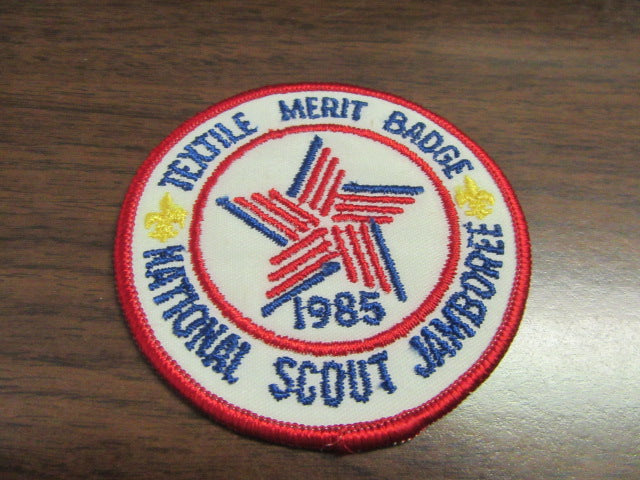 TEXTILE MERIT BADGE
1985
NATIONAL SCOUT JAMBOREE